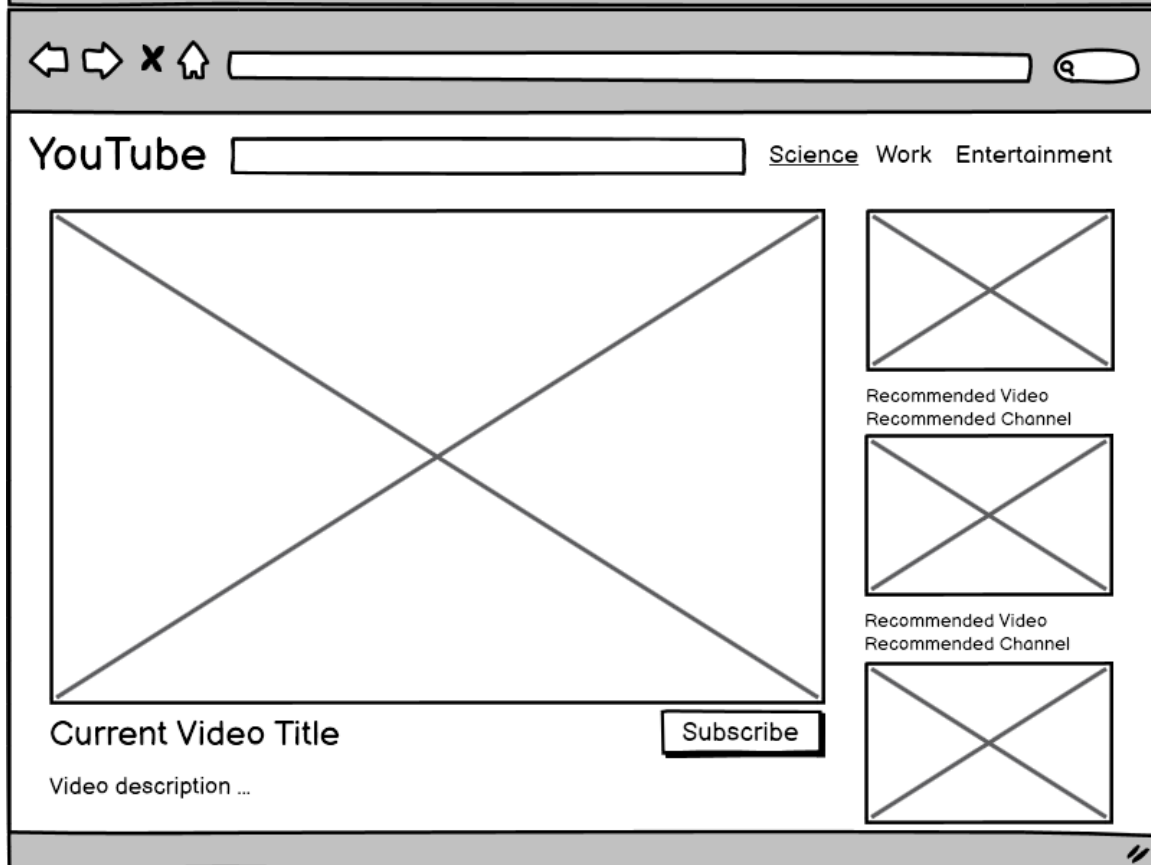 YouTube
Science Work Entertainment
Recommended Video
Recommended Channel
Recommended Video
Recommended Channel
Current Video Title
Subscribe
Video description ...